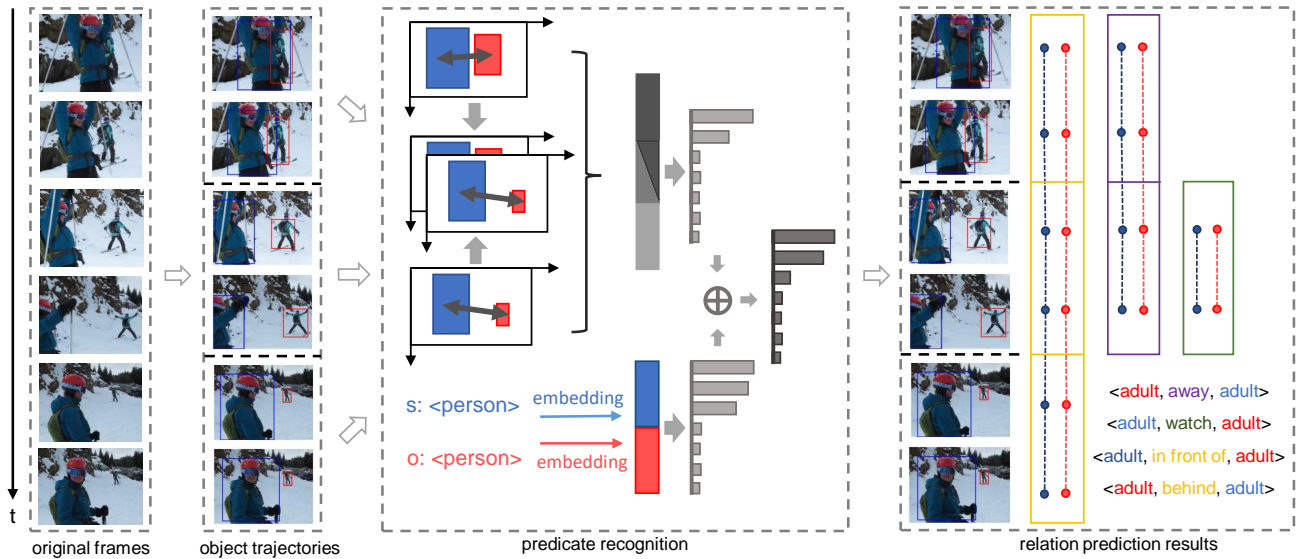 s: <person>
embedding
o: <person>
embedding
<adult, away, adult>
<adult, watch, adult>
<adult, in front of, adult>
<adult, behind, adult>
t
original frames
object trajectories
predicate recognition
relation prediction results